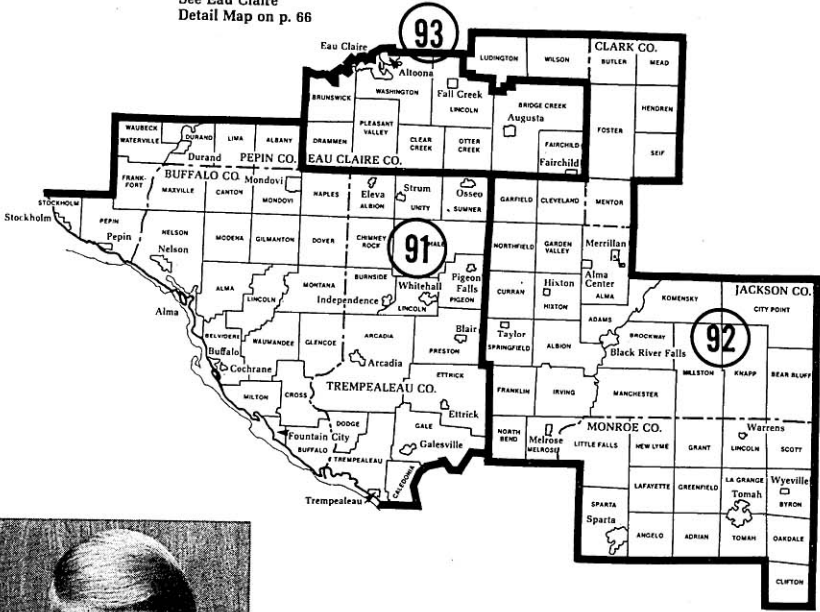 See Eau Claire
Detail Map on p. 66
93
Eau Claire
Altoona
WASHINGTON
Fall Creek
LINCOLN
BRUNSWICK
PLEASANT
VALLEY
DRAMMEN
CLEAR
CREEK
OTTER
CREEK
BRIDGE CREEK
Augusta
FAIRCHILD
Fairchild
EAU CLAIRE CO.
LUDINGTON
WILSON
CLARK CO.
BUTLER
MEAD
HENDREN
FOSTER
SEIF
MENTOR
WAUBECK
WATERVILLE
DURAND
Durand
LIMA
ALBANY
PEPIN CO.
FRANK-
FORT
BUFFALO CO.
MAXVILLE
CANTON
Mondovi
MONDOVI
NAPLES
Eleva
ALBION
Strum
UNITY
Osseo
SUMNER
STOCKHOLM
Stockholm
PEPIN
Pepin
NELSON
Nelson
MODENA
GILMANTON
DOVER
CHIMNEY
ROCK
HALE
91
Pigeon
Falls
PIGEON
ALMA
Alma
LINCOLN
MONTANA
BURNSIDE
Independence
Whitehall
LINCOLN
BELVIDERE
Buffalo
Cochrane
WAUMANDEE
GLENCOE
ARCADIA
Arcadia
Blair
PRESTON
MILTON
CROSS
TREMPEALEAU CO.
ETTRICK
Ettrick
Fountain City
BUFFALO
DODGE
TREMPEALEAU
Trempealeau
GALE
Galesville
CALEDONIA
GARFIELD
CLEVELAND
NORTHFIELD
GARDEN
VALLEY
Merrillan
Alma
Center
ALMA
CURRAN
Hixton
HIXTON
Taylor
SPRINGFIELD
ALBION
ADAMS
KOMENSKY
JACKSON CO.
CITY POINT
BROCKWAY
Black River Falls
92
MILLSTON
KNAPP
BEAR BLUFF
FRANKLIN
IRVING
MANCHESTER
NORTH
BEND
Melrose
MELROSE
MONROE CO.
LITTLE FALLS
NEW LYME
GRANT
Warrens
LINCOLN
SCOTT
LAFAYETTE
GREENFIELD
LA GRANGE
Tomah
TOMAH
Wyeville
BYRON
SPARTA
Sparta
ANGELO
ADRIAN
OAKDALE
CLIFTON